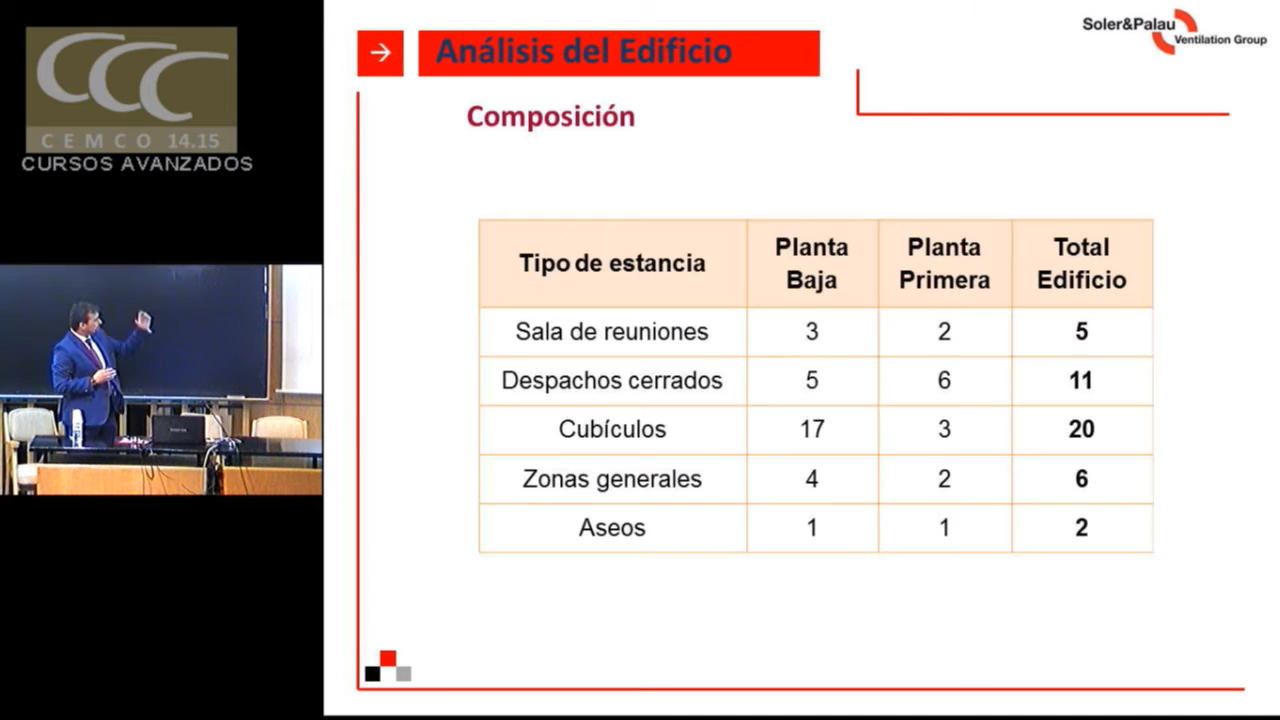 CCC
CEMCO 14.15
CURSOS AVANZADOS
Análisis del Edificio
Soler&Palau
Ventilation Group
Composición
Tipo de estancia Planta Baja Planta Primera Total Edificio
Sala de reuniones 3 2 5
Despachos cerrados 5 6 11
Cubículos 17 3 20
Zonas generales 4 2 6
Aseos 1 1 2